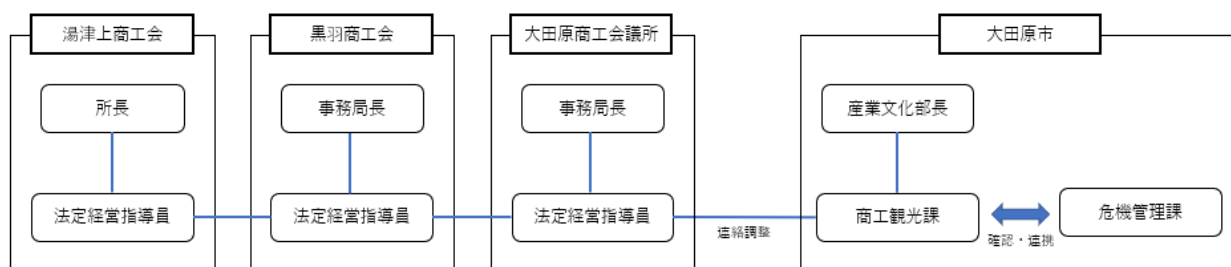 湯津上商工会
黒羽商工会
大田原商工会議所
大田原市
所長
事務局長
事務局長
産業文化部長
法定経営指導員
法定経営指導員
法定経営指導員
商工観光課
危機管理課
連絡調整
確認・連携